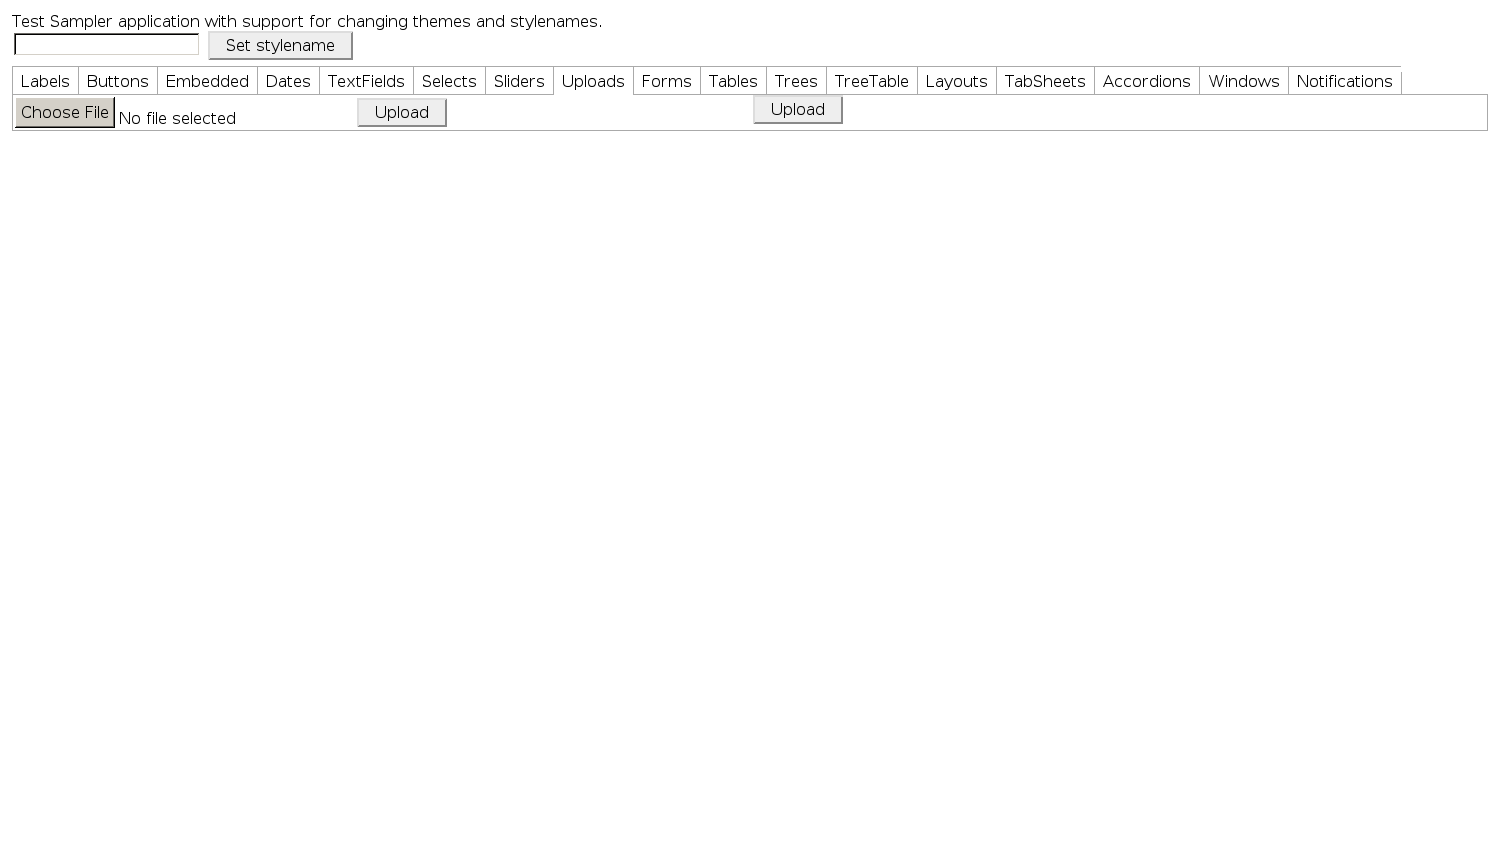 Test Sampler application with support for changing themes and stylenames.
Set stylename
Labels Buttons Embedded Dates TextFields Selects Sliders Uploads Forms Tables Trees TreeTable Layouts TabSheets Accordions Windows Notifications
Choose File No file selected Upload Upload